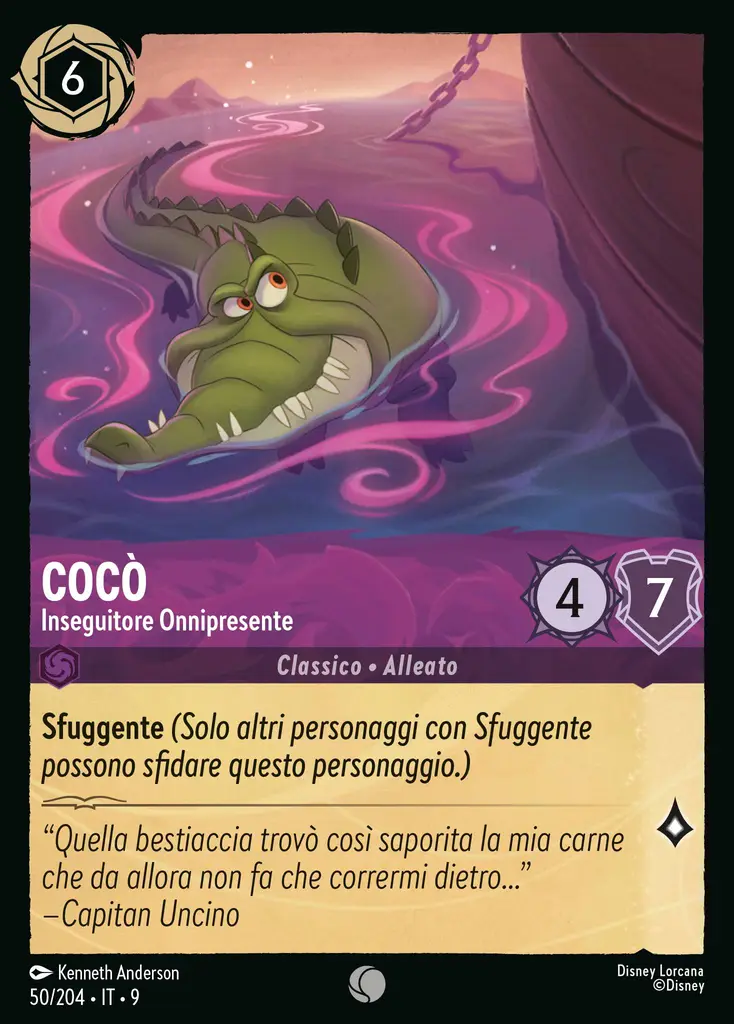 6
COCÒ
Inseguitore Onnipresente
4
7
Classico • Alleato
Sfuggente (Solo altri personaggi con Sfuggente
possono sfidare questo personaggio.)
“Quella bestiaccia trovò così saporita la mia carne
che da allora non fa che corrermi dietro...”
–Capitan Uncino
Kenneth Anderson
50/204 • IT • 9
Disney Lorcana
©Disney